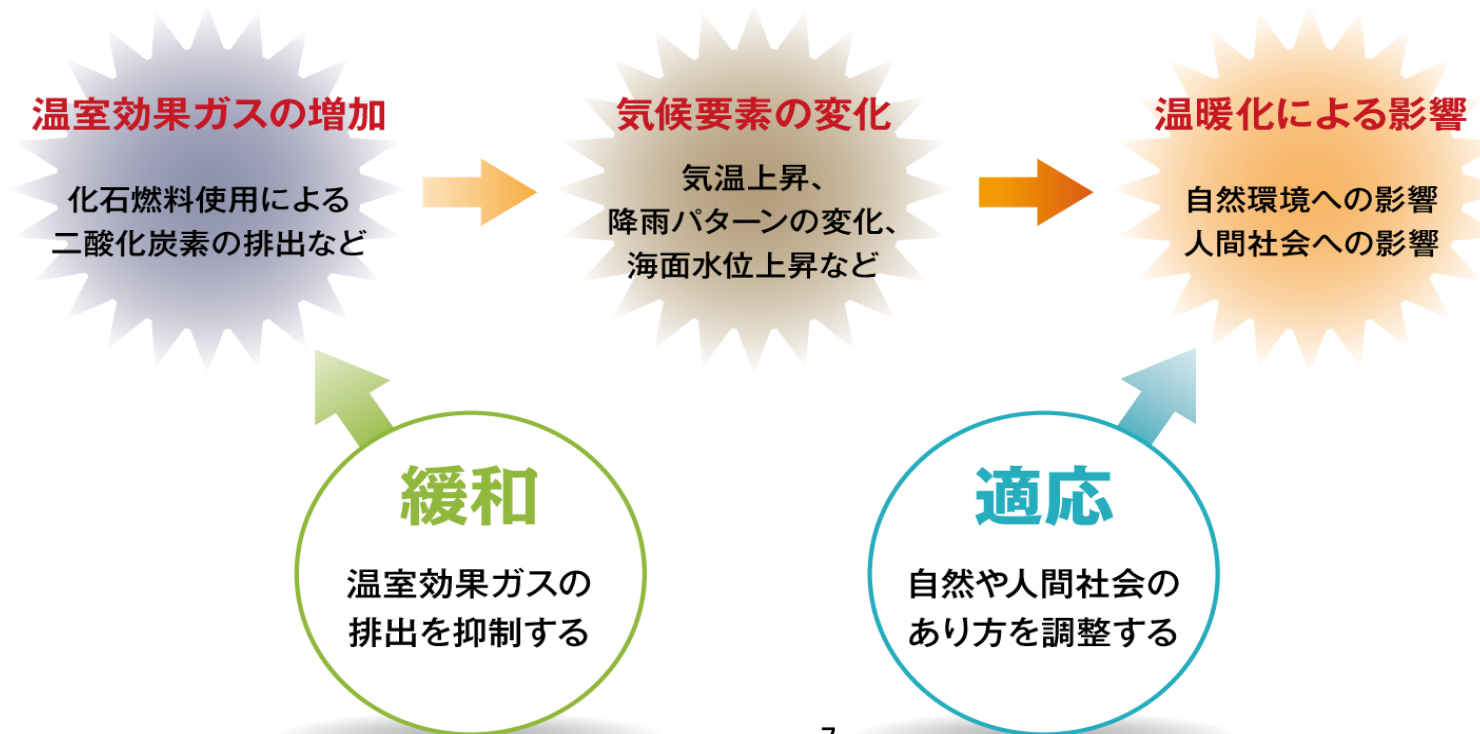 温室効果ガスの増加
化石燃料使用による
二酸化炭素の排出など
気候要素の変化
気温上昇、
降雨パターンの変化、
海面水位上昇など
温暖化による影響
自然環境への影響
人間社会への影響
緩和
温室効果ガスの
排出を抑制する
適応
自然や人間社会の
あり方を調整する
7